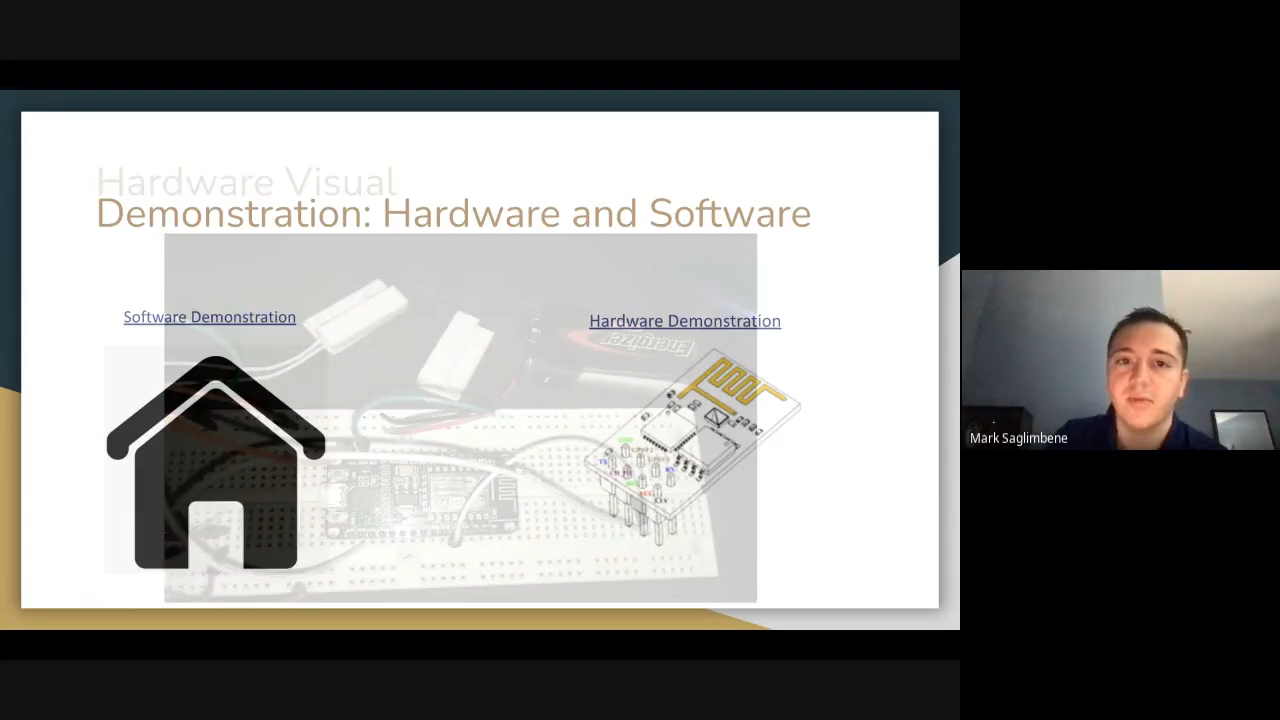 Hardware Visual
Demonstration: Hardware and Software
Software Demonstration
Hardware Demonstration
Energizer
Mark Saglimbene